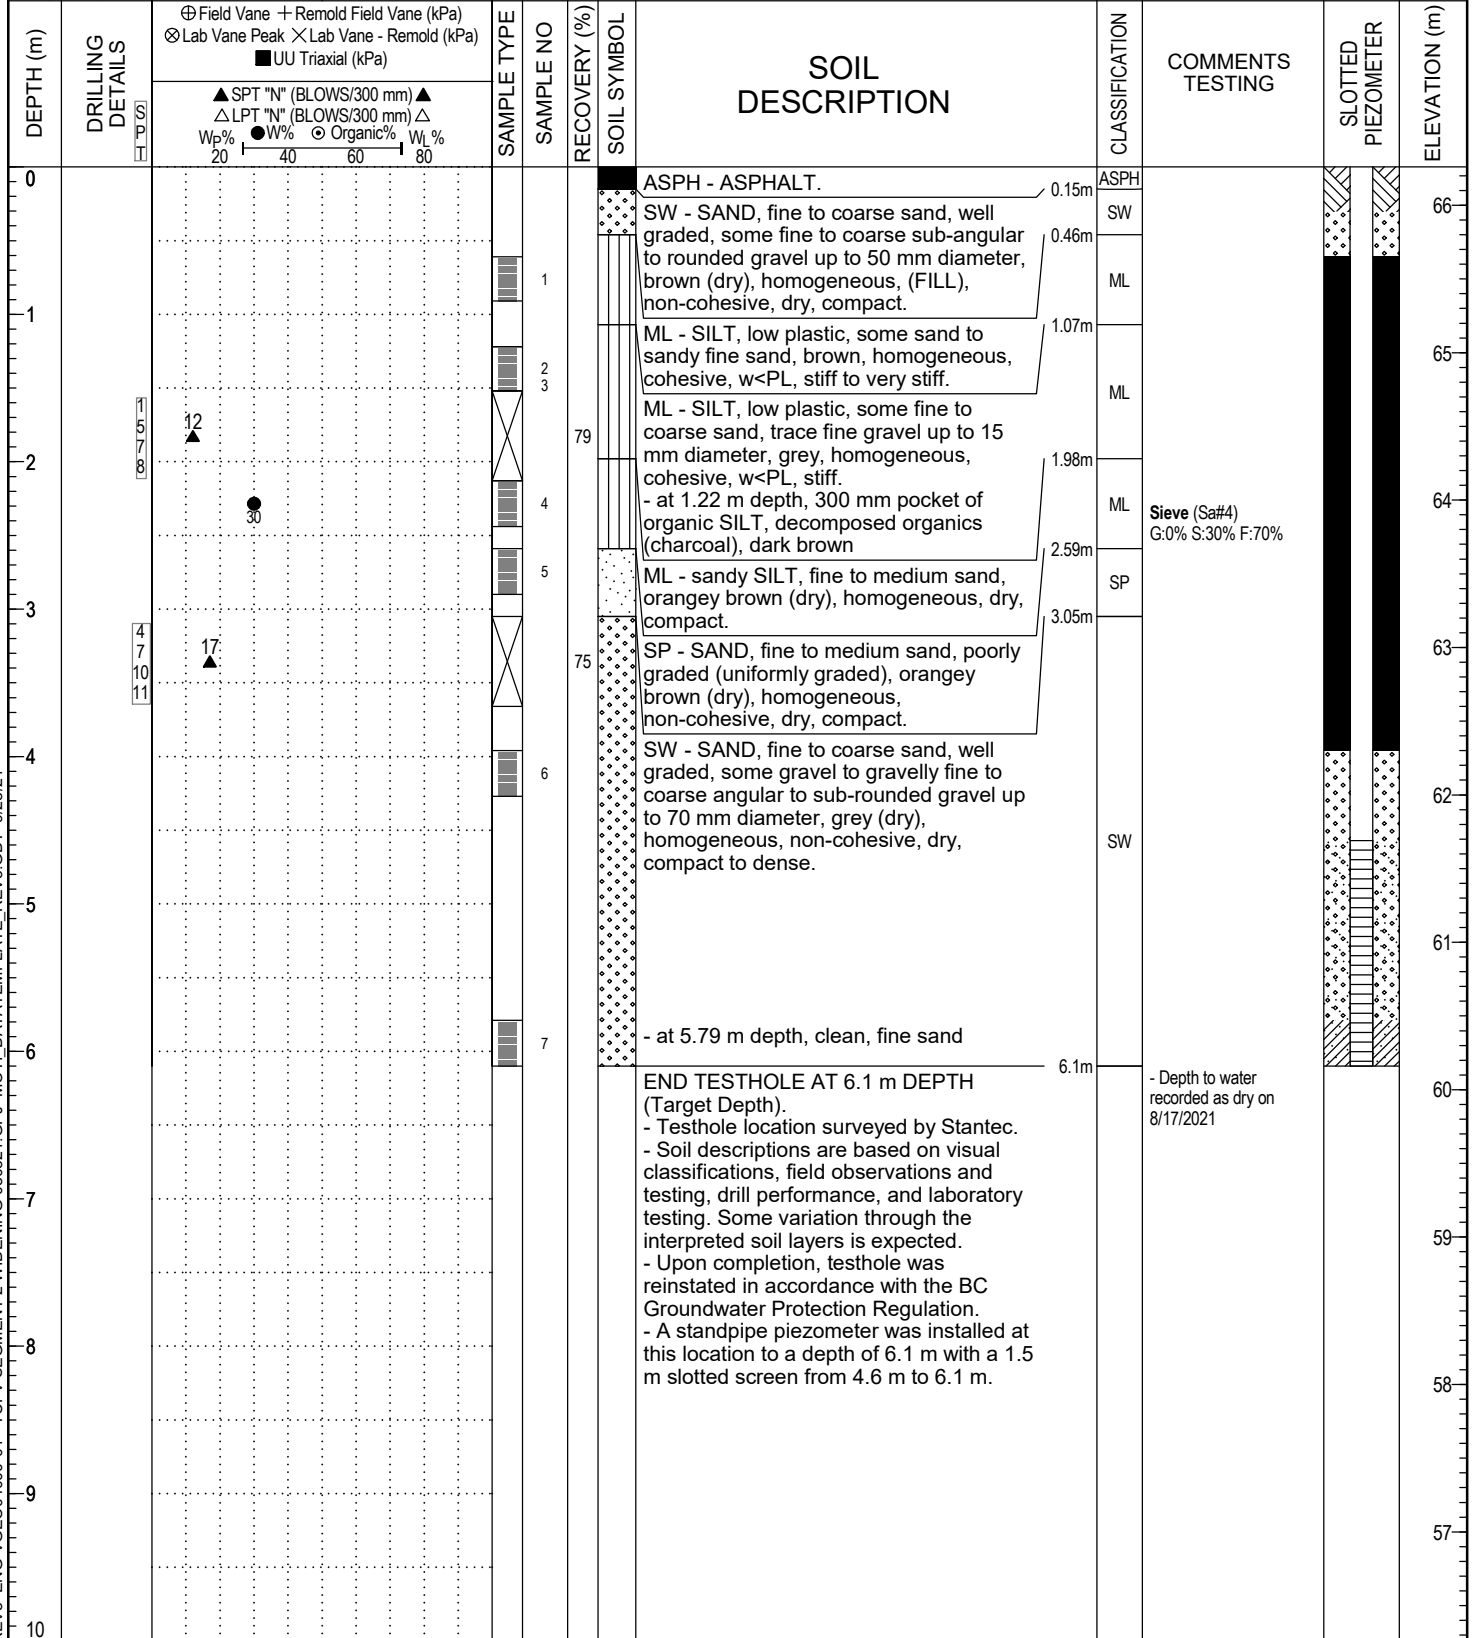 DEPTH (m)
DRILLING
DETAILS
S
P
T
⊕ Field Vane + Remold Field Vane (kPa)
⊗ Lab Vane Peak × Lab Vane - Remold (kPa)
■ UU Triaxial (kPa)
▲ SPT "N" (BLOWS/300 mm) ▲
△ LPT "N" (BLOWS/300 mm) △
WP% ● W% ⊙ Organic% WL%
20 40 60 80
SAMPLE TYPE
SAMPLE NO
RECOVERY (%)
SOIL SYMBOL
SOIL
DESCRIPTION
CLASSIFICATION
COMMENTS
TESTING
SLOTTED
PIEZOMETER
ELEVATION (m)
0
1
2
3
4
5
6
7
8
9
10
1
5
7
8
12
30
4
7
10
11
17
1
2
3
4
5
6
7
79
75
ASPH - ASPHALT.
0.15m
SW - SAND, fine to coarse sand, well
graded, some fine to coarse sub-angular
to rounded gravel up to 50 mm diameter,
brown (dry), homogeneous, (FILL),
non-cohesive, dry, compact.
0.46m
ML - SILT, low plastic, some sand to
sandy fine sand, brown, homogeneous,
cohesive, w<PL, stiff to very stiff.
1.07m
ML - SILT, low plastic, some fine to
coarse sand, trace fine gravel up to 15
mm diameter, grey, homogeneous,
cohesive, w<PL, stiff.
- at 1.22 m depth, 300 mm pocket of
organic SILT, decomposed organics
(charcoal), dark brown
1.98m
ML - sandy SILT, fine to medium sand,
orangey brown (dry), homogeneous, dry,
compact.
2.59m
SP - SAND, fine to medium sand, poorly
graded (uniformly graded), orangey
brown (dry), homogeneous,
non-cohesive, dry, compact.
3.05m
SW - SAND, fine to coarse sand, well
graded, some gravel to gravelly fine to
coarse angular to sub-rounded gravel up
to 70 mm diameter, grey (dry),
homogeneous, non-cohesive, dry,
compact to dense.
- at 5.79 m depth, clean, fine sand
6.1m
END TESTHOLE AT 6.1 m DEPTH
(Target Depth).
- Testhole location surveyed by Stantec.
- Soil descriptions are based on visual
classifications, field observations and
testing, drill performance, and laboratory
testing. Some variation through the
interpreted soil layers is expected.
- Upon completion, testhole was
reinstated in accordance with the BC
Groundwater Protection Regulation.
- A standpipe piezometer was installed at
this location to a depth of 6.1 m with a 1.5
m slotted screen from 4.6 m to 6.1 m.
ASPH
SW
ML
ML
ML
SP
SW
Sieve (Sa#4)
G:0% S:30% F:70%
- Depth to water
recorded as dry on
8/17/2021
66
65
64
63
62
61
60
59
58
57